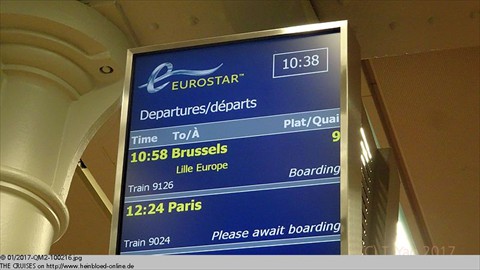 EUROSTAR™
10:38
Departures/départs
Time To/À Plat/Quai
10:58 Brussels 9
Lille Europe
Train 9126 Boarding
12:24 Paris
Train 9024 Please await boarding
© 01/2017-QM2-100216.jpg
THE CRUISES on http://www.heinbloed-online.de